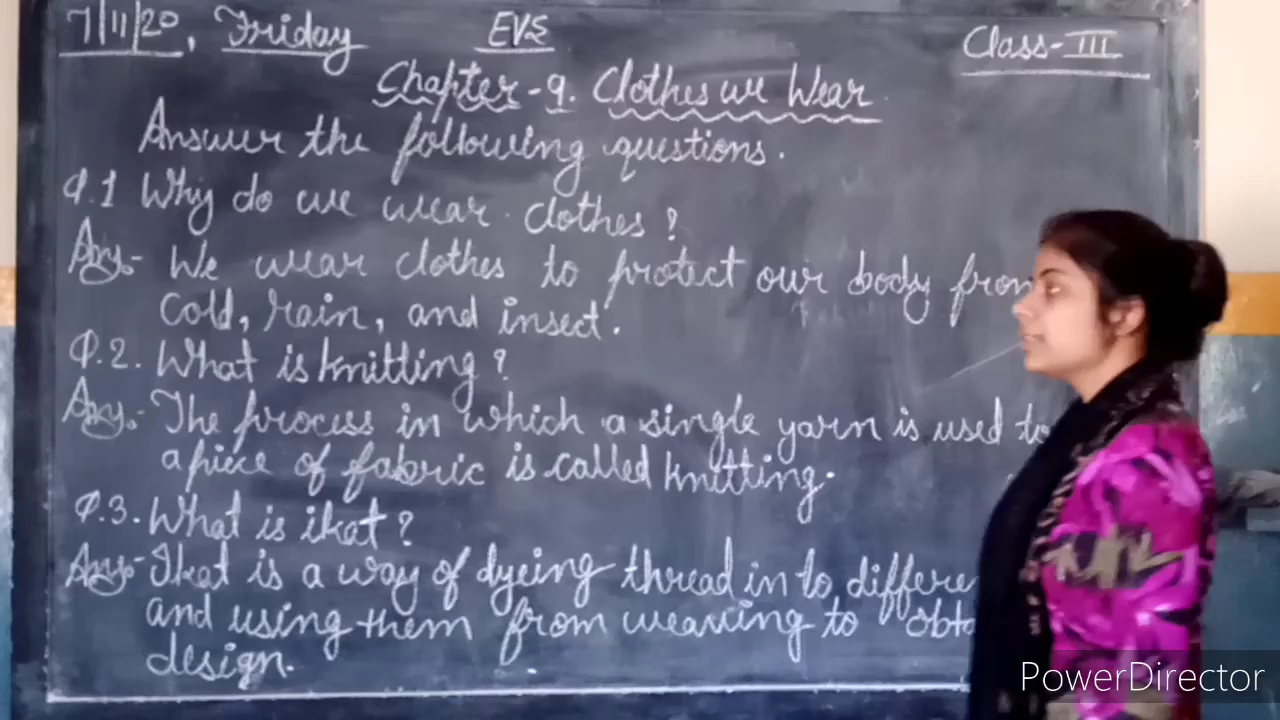 7/11/20, Friday EVS Class-III
Chapter-9. Clothes we Wear
Answer the following questions.
Q.1 Why do we wear clothes?
Ans:- We wear clothes to protect our body from
cold, rain, and insect.
Q.2. What is knitting?
Ans:- The process in which a single yarn is used to
a piece of fabric is called knitting.
Q.3. What is ikat?
Ans:- Ikat is a way of dyeing thread in to
and using them from weaving to
design.
PowerDirector